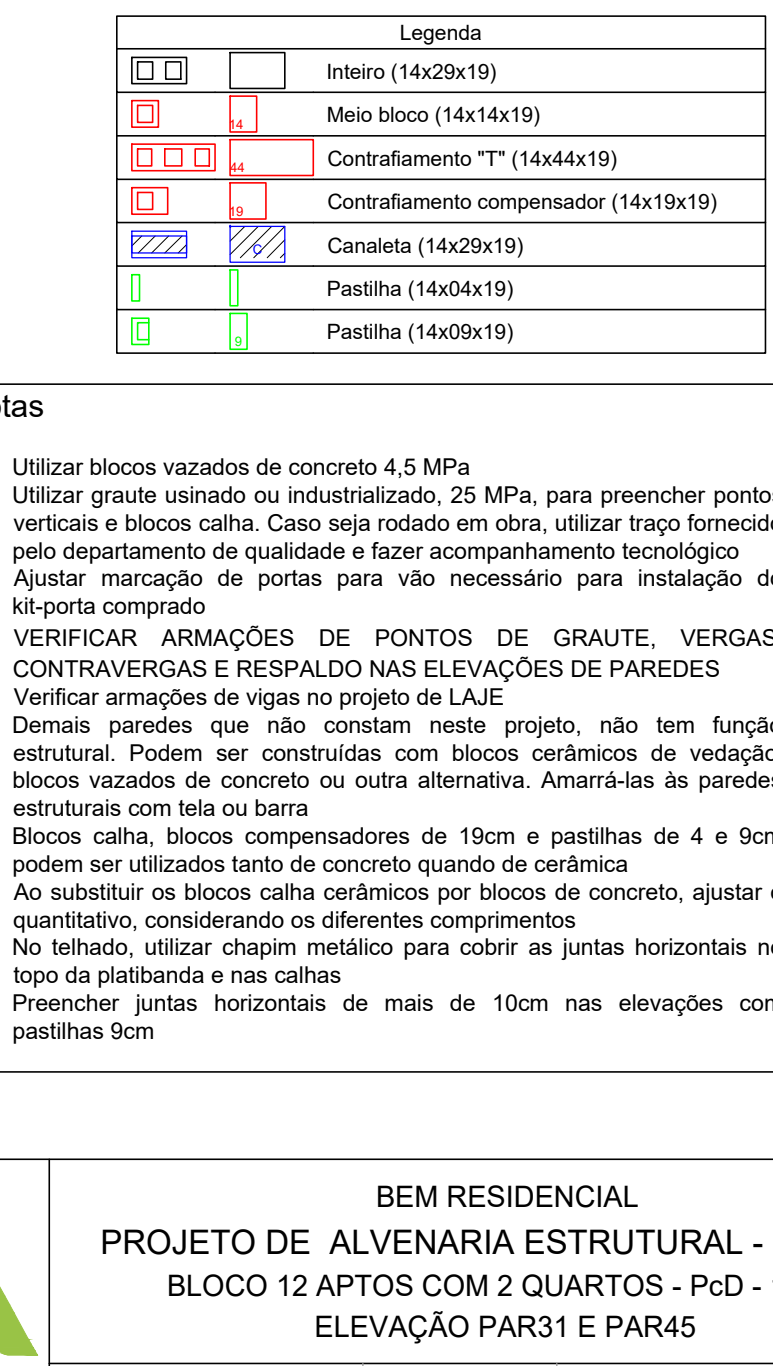 Legenda
Inteiro (14x29x19)
14
Meio bloco (14x14x19)
44
Contrafiamento "T" (14x44x19)
19
Contrafiamento compensador (14x19x19)
C
Canaleta (14x29x19)
Pastilha (14x04x19)
9
Pastilha (14x09x19)
Utilizar blocos vazados de concreto 4,5 MPa
Utilizar graute usinado ou industrializado, 25 MPa, para preencher pontos
verticais e blocos calha. Caso seja rodado em obra, utilizar traço fornecido
pelo departamento de qualidade e fazer acompanhamento tecnológico
Ajustar marcação de portas para vão necessário para instalação do
kit-porta comprado
VERIFICAR ARMAÇÕES DE PONTOS DE GRAUTE, VERGAS
CONTRAVERGAS E RESPALDO NAS ELEVAÇÕES DE PAREDES
Verificar armações de vigas no projeto de LAJE
Demais paredes que não constam neste projeto, não tem função
estrutural. Podem ser construídas com blocos cerâmicos de vedação
blocos vazados de concreto ou outra alternativa. Amarrá-las às paredes
estruturais com tela ou barra
Blocos calha, blocos compensadores de 19cm e pastilhas de 4 e 9cm
podem ser utilizados tanto de concreto quando de cerâmica
Ao substituir os blocos calha cerâmicos por blocos de concreto, ajustar o
quantitativo, considerando os diferentes comprimentos
No telhado, utilizar chapim metálico para cobrir as juntas horizontais no
topo da platibanda e nas calhas
Preencher juntas horizontais de mais de 10cm nas elevações com
pastilhas 9cm
BEM RESIDENCIAL
PROJETO DE ALVENARIA ESTRUTURAL -
BLOCO 12 APTOS COM 2 QUARTOS - PcD -
ELEVAÇÃO PAR31 E PAR45